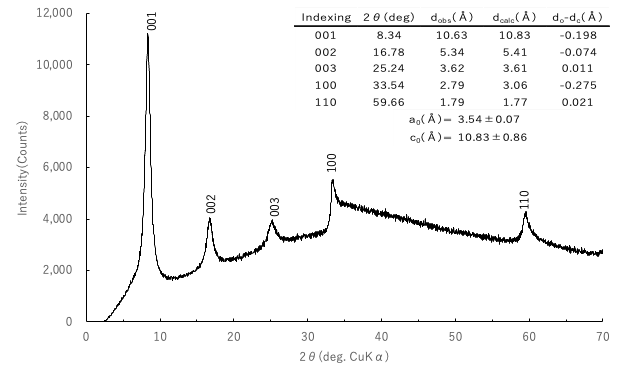 Indexing 2θ(deg) dobs(Å) dcalc(Å) do-dc(Å)
001 8.34 10.63 10.83 -0.198
002 16.78 5.34 5.41 -0.074
003 25.24 3.62 3.61 0.011
100 33.54 2.79 3.06 -0.275
110 59.66 1.79 1.77 0.021
a0(Å)= 3.54±0.07
c0(Å)= 10.83±0.86
12,000
10,000
8,000
6,000
4,000
2,000
0
Intensity(Counts)
001
002
003
100
110
0 10 20 30 40 50 60 70
2θ(deg. CuKα)